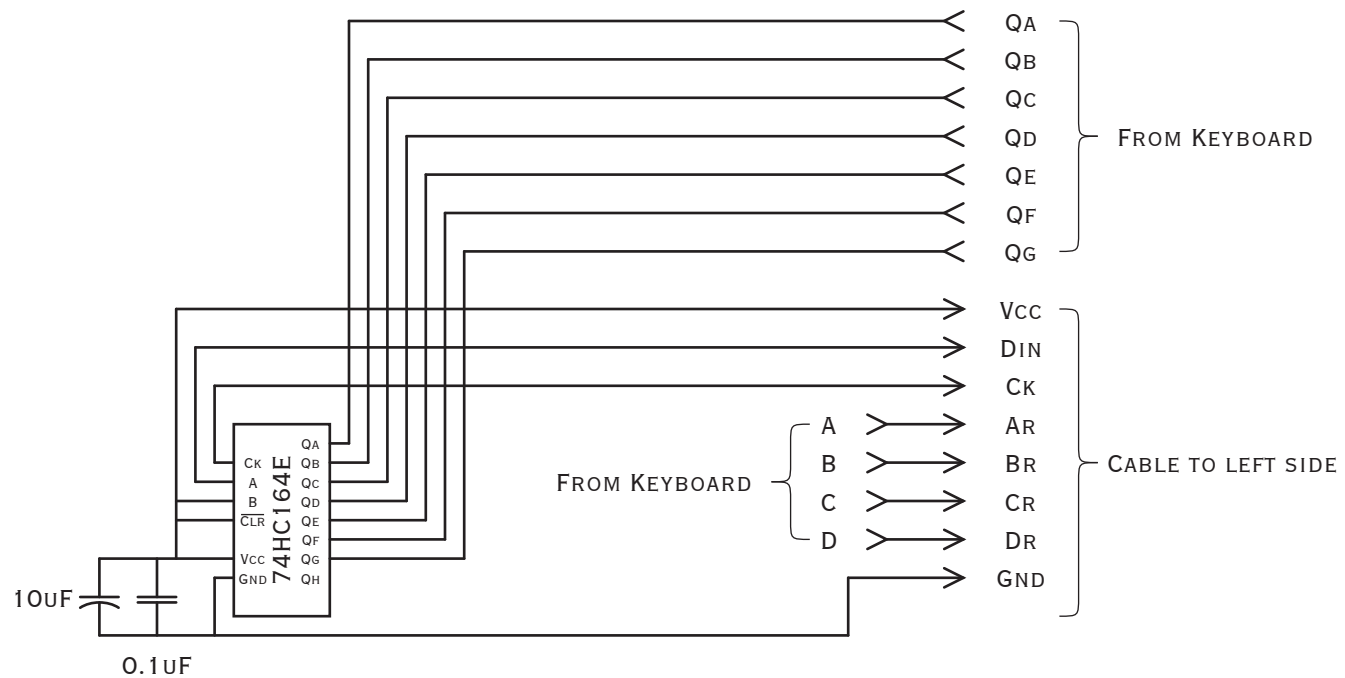 QA
QB
QC
QD
QE
QF
QG
From Keyboard
Vcc
Din
Ck
Ar
Br
Cr
Dr
Gnd
Cable to left side
From Keyboard
A
B
C
D
Ck
A
B
Clr
Vcc
Gnd
74HC164E
QA
QB
QC
QD
QE
QF
QG
QH
10uF
0.1uF